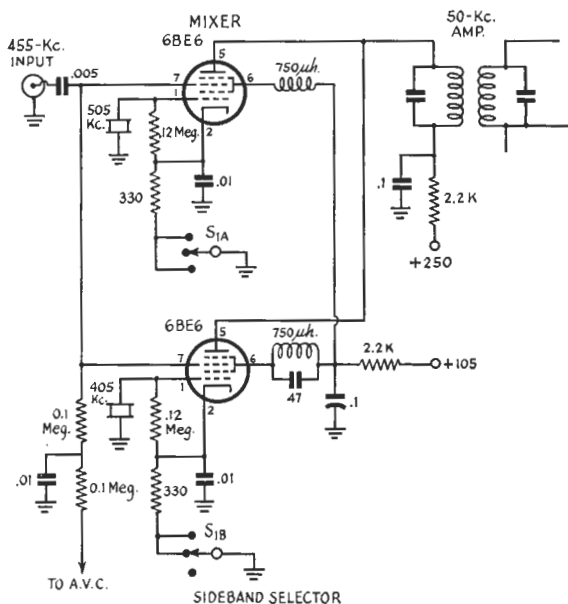 MIXER
6BE6
50-Kc.
AMP.
455-Kc.
INPUT
.005
5
7
6
1
2
750µh.
505
Kc.
.12 Meg.
.01
330
S1A
.1
2.2K
+250
6BE6
5
7
6
1
2
750µh.
47
2.2K
+105
.1
405
Kc.
0.1
Meg.
.12
Meg.
.01
.01
0.1 Meg.
330
S1B
TO A.V.C.
SIDEBAND SELECTOR